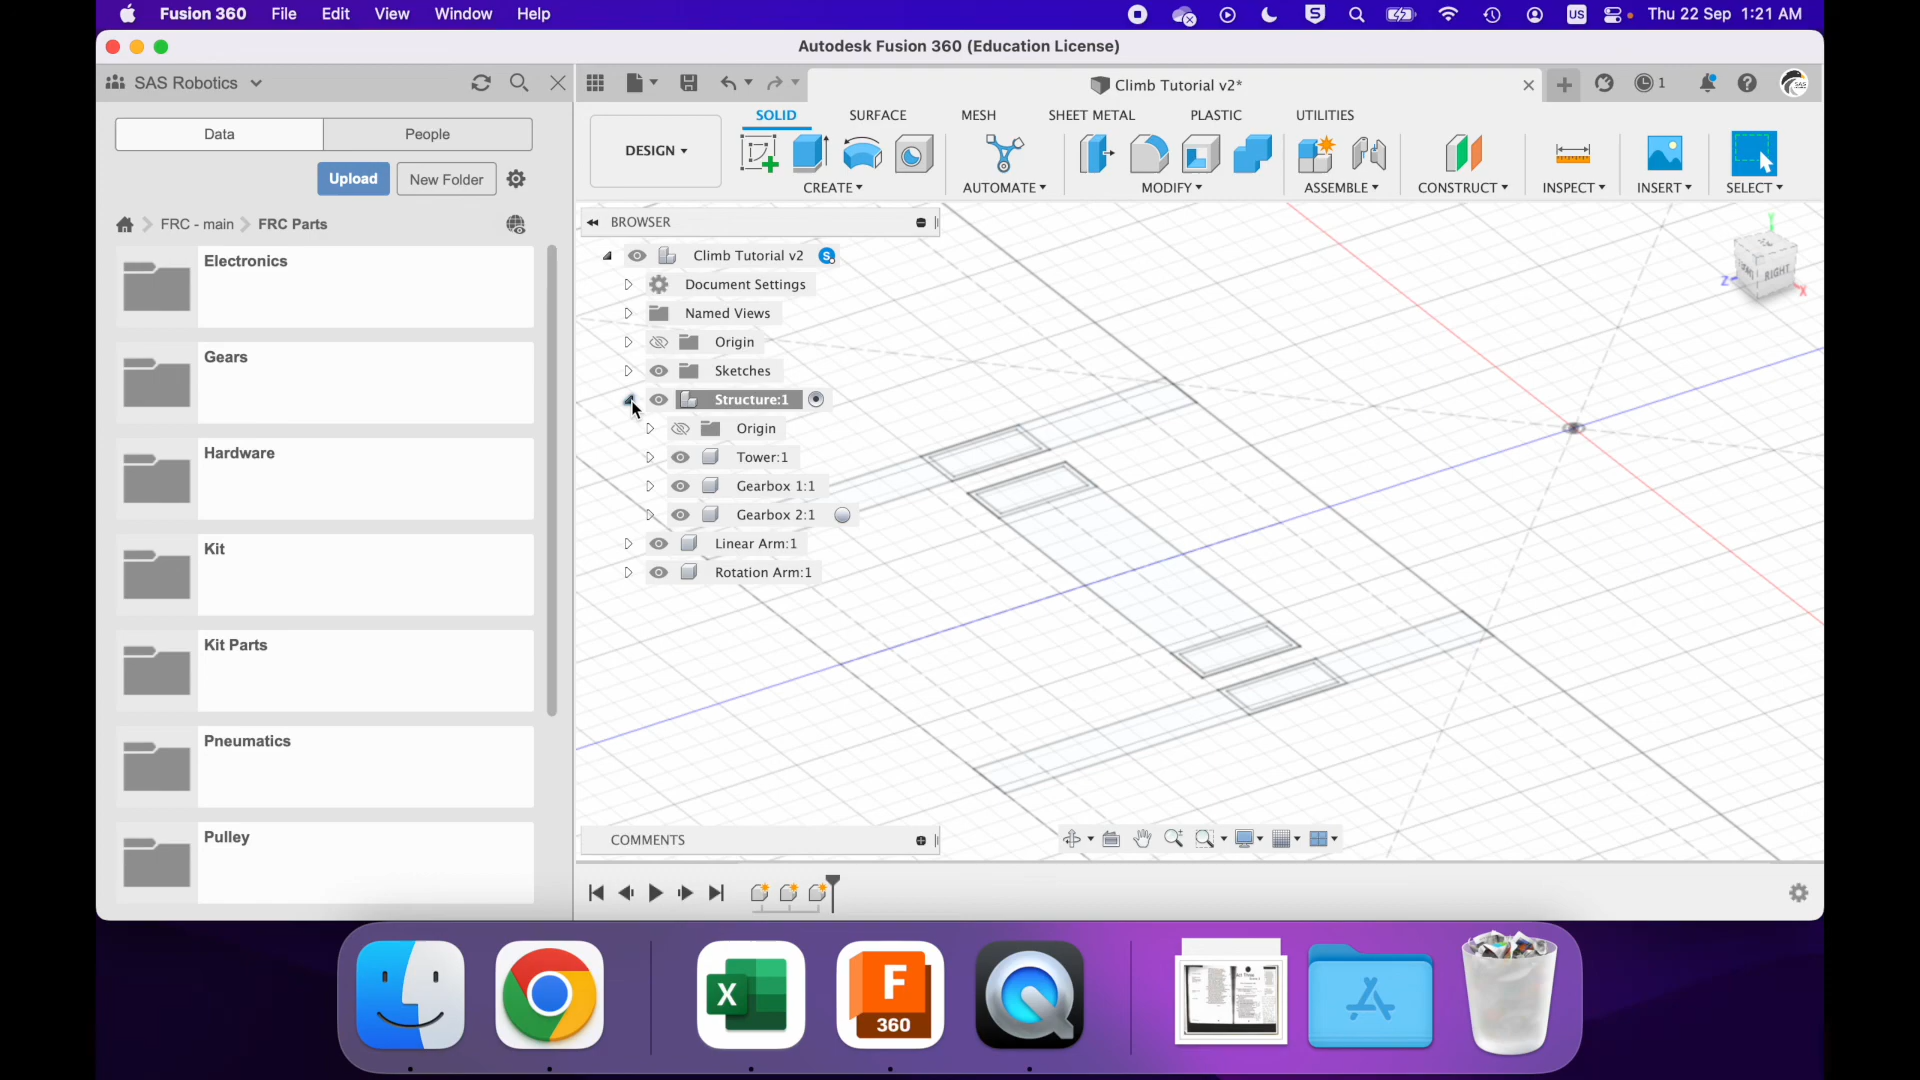 Fusion 360 File Edit View Window Help
S US Thu 22 Sep 1:21 AM
Autodesk Fusion 360 (Education License)
SAS Robotics
Climb Tutorial v2*
1
Data People
Upload New Folder
FRC - main FRC Parts
Electronics
Gears
Hardware
Kit
Kit Parts
Pneumatics
Pulley
SOLID SURFACE MESH SHEET METAL PLASTIC UTILITIES
DESIGN
CREATE AUTOMATE MODIFY ASSEMBLE CONSTRUCT INSPECT INSERT SELECT
BROWSER
Climb Tutorial v2 S
Document Settings
Named Views
Origin
Sketches
Structure:1
Origin
Tower:1
Gearbox 1:1
Gearbox 2:1
Linear Arm:1
Rotation Arm:1
Y
RIGHT
Z
X
COMMENTS
X
F
360